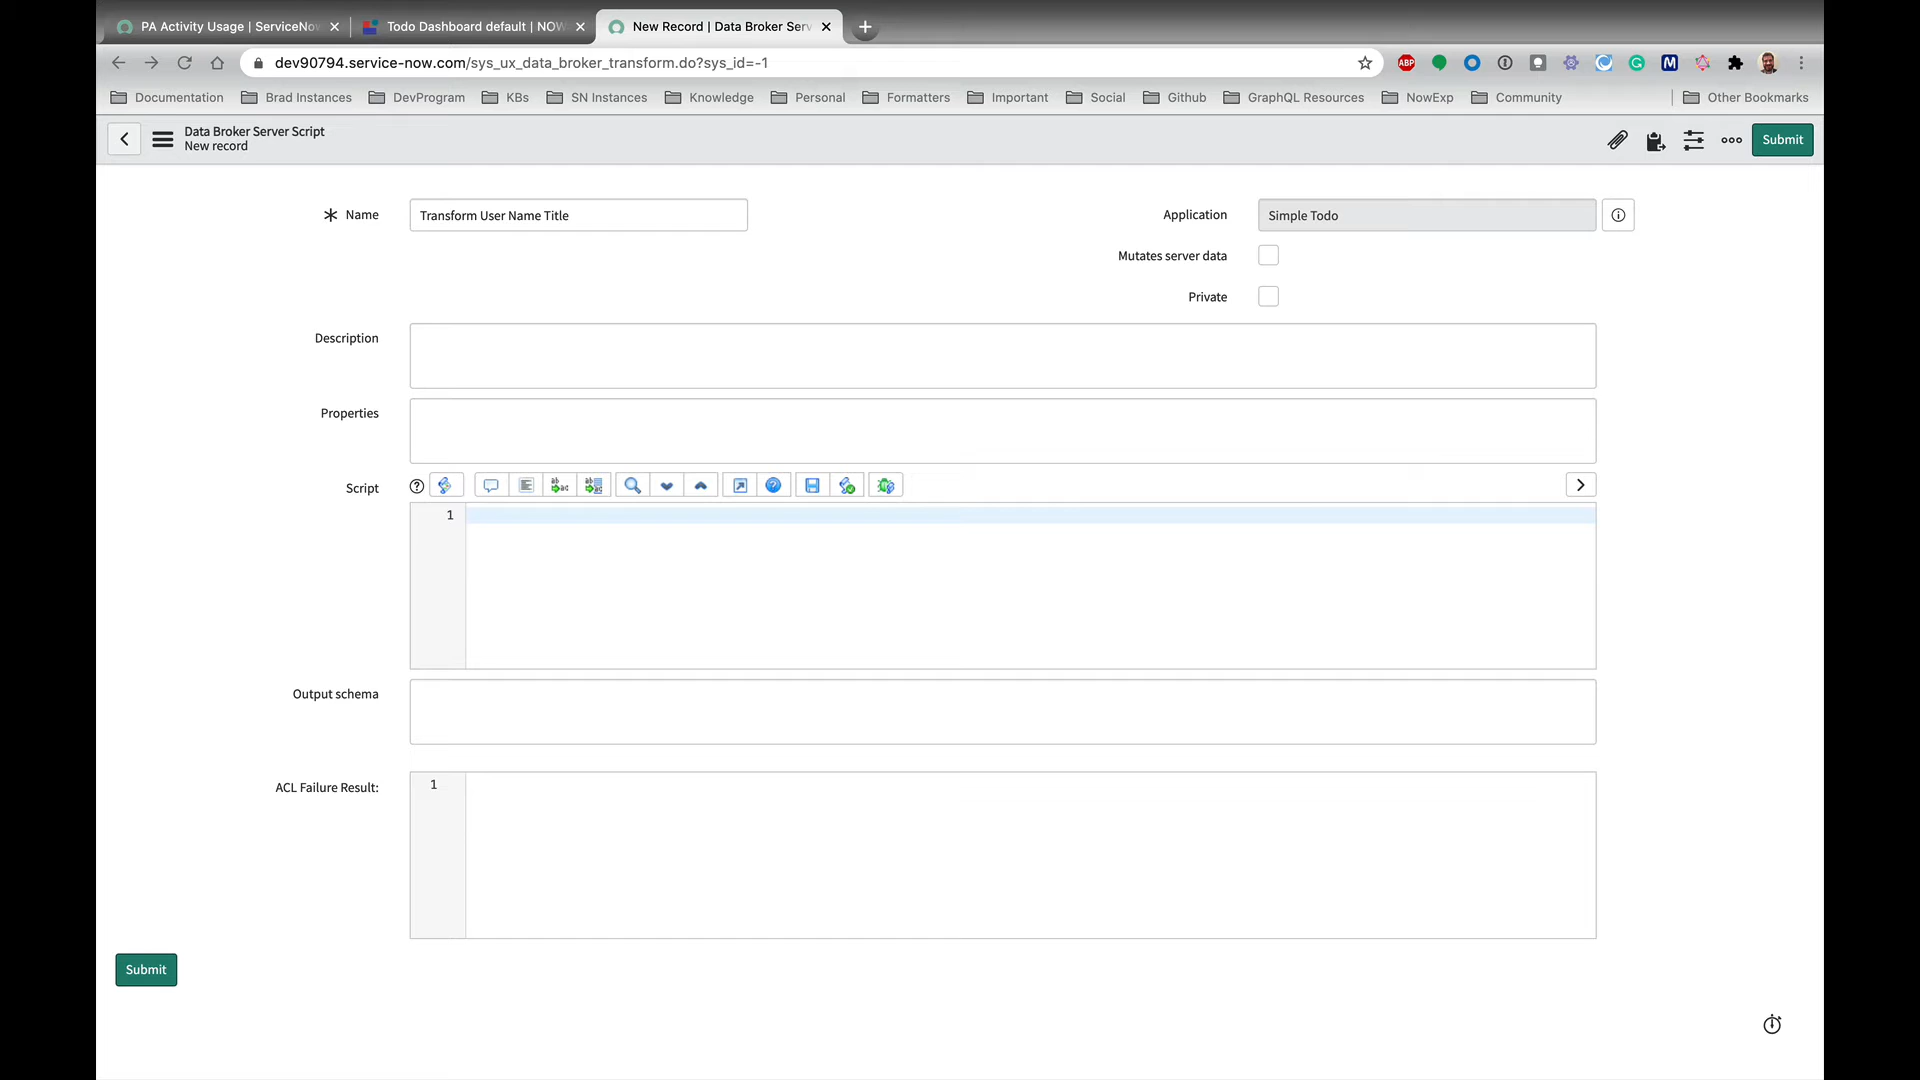 PA Activity Usage | ServiceNow
Todo Dashboard default | NOW
New Record | Data Broker Serv
dev90794.service-now.com/sys_ux_data_broker_transform.do?sys_id=-1
ABP
M
Documentation Brad Instances DevProgram KBs SN Instances Knowledge Personal Formatters Important Social Github GraphQL Resources NowExp Community Other Bookmarks
Data Broker Server Script
New record
Submit
Name Transform User Name Title
Application Simple Todo
Mutates server data
Private
Description
Properties
Script
1
Output schema
ACL Failure Result:
1
Submit